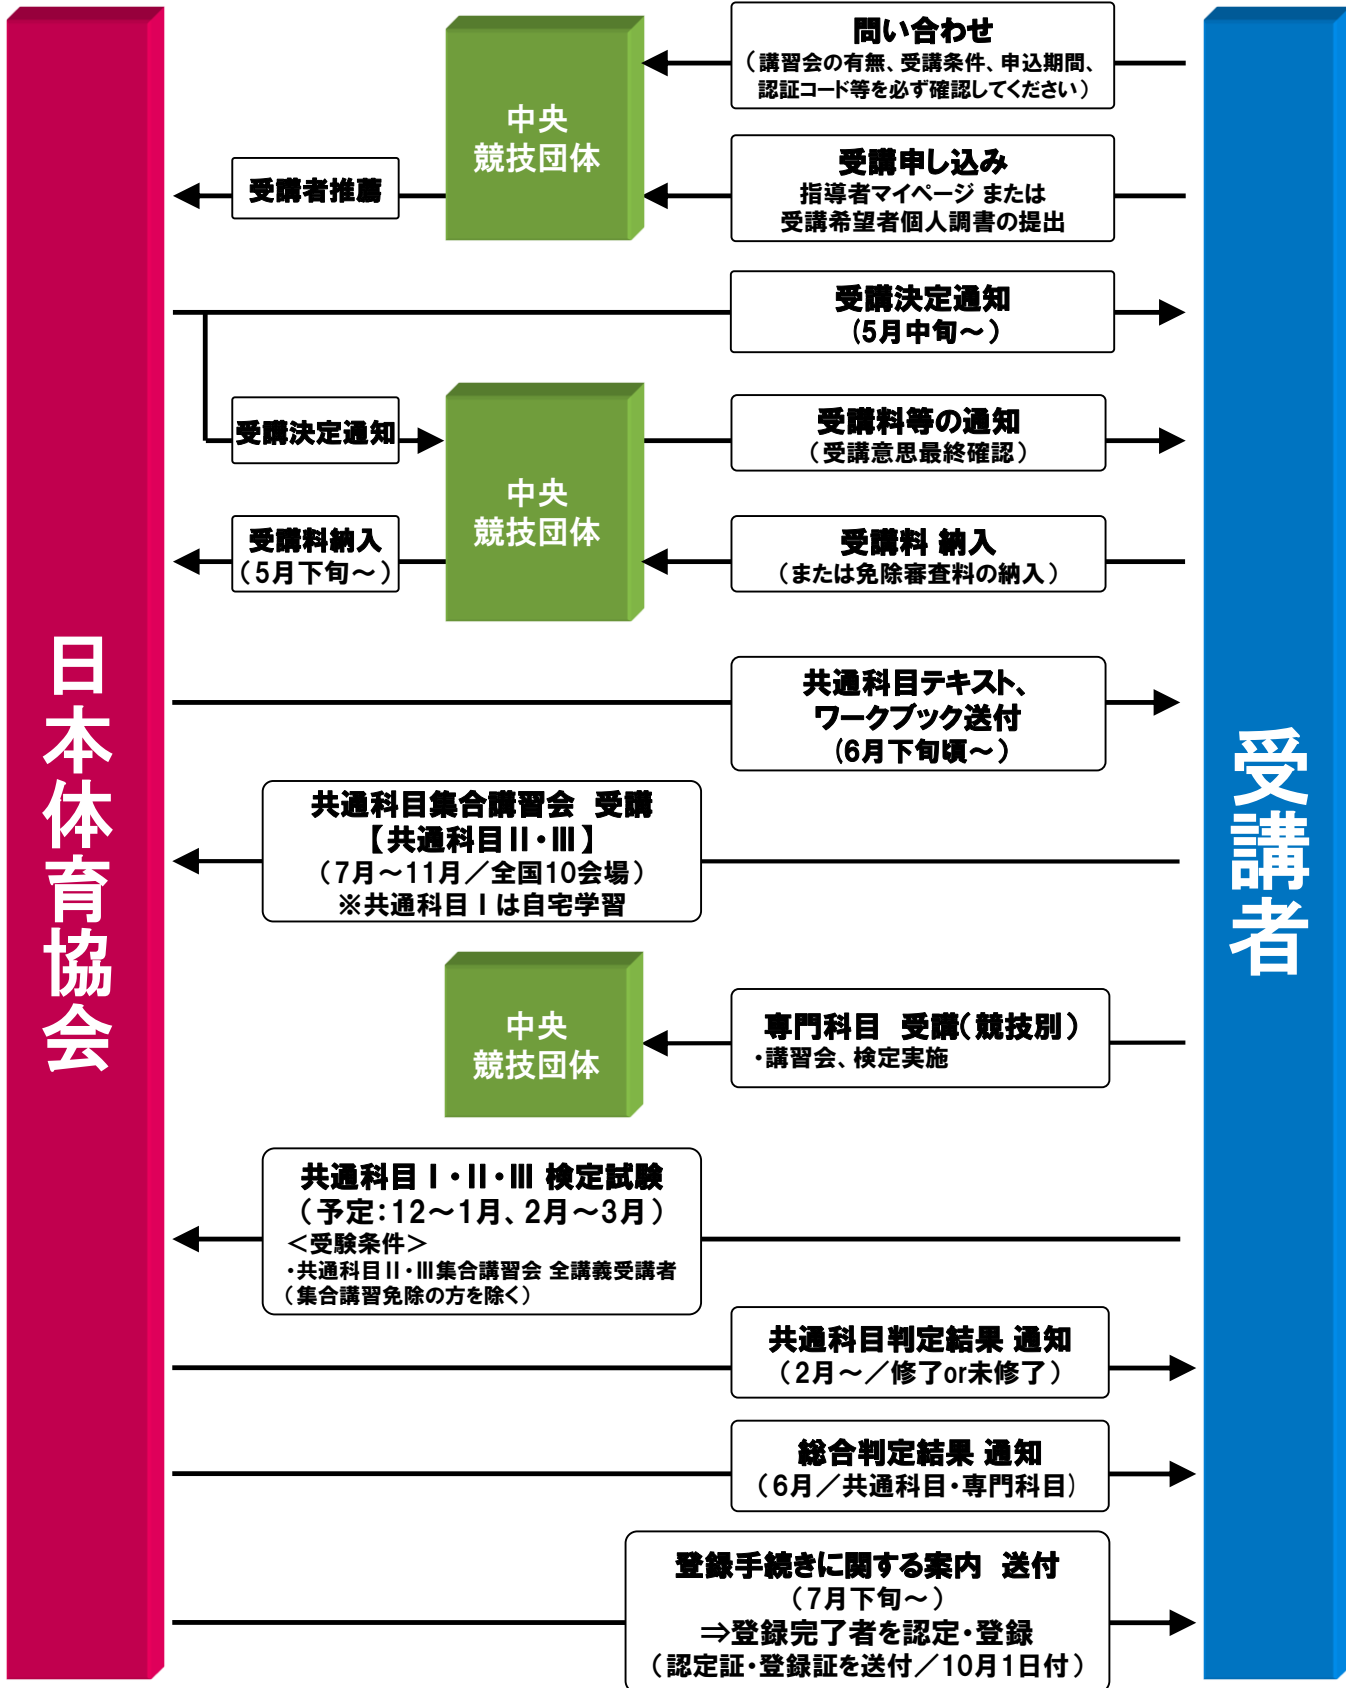 問い合わせ
（講習会の有無、受講条件、申込期間、
認証コード等を必ず確認してください）
中央
競技団体
受講申し込み
指導者マイページ または
受講希望者個人調書の提出
受講者推薦
受講決定通知
(5月中旬～)
受講決定通知
中央
競技団体
受講料等の通知
（受講意思最終確認）
受講料納入
（5月下旬～）
受講料 納入
（または免除審査料の納入）
共通科目テキスト、
ワークブック送付
(6月下旬頃～)
共通科目集合講習会 受講
【共通科目Ⅱ・Ⅲ】
（7月～11月／全国10会場）
※共通科目Ⅰは自宅学習
中央
競技団体
専門科目 受講（競技別）
・講習会、検定実施
共通科目Ⅰ・Ⅱ・Ⅲ 検定試験
（予定：12～1月、2月～3月）
＜受験条件＞
・共通科目Ⅱ・Ⅲ集合講習会 全講義受講者
（集合講習免除の方を除く）
共通科目判定結果 通知
（2月～／修了or未修了）
総合判定結果 通知
（6月／共通科目・専門科目）
登録手続きに関する案内 送付
（7月下旬～）
⇒登録完了者を認定・登録
（認定証・登録証を送付／10月1日付）
日本体育協会
受講者